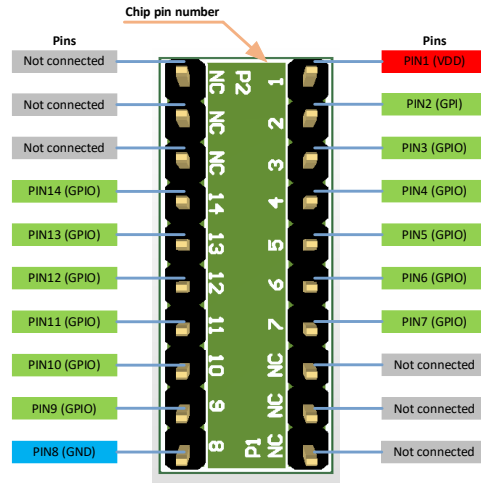 Chip pin number
Pins
Pins
Not connected
NC
P2
1
PIN1 (VDD)
Not connected
NC
2
PIN2 (GPI)
Not connected
NC
3
PIN3 (GPIO)
PIN14 (GPIO)
14
4
PIN4 (GPIO)
PIN13 (GPIO)
13
5
PIN5 (GPIO)
PIN12 (GPIO)
12
6
PIN6 (GPIO)
PIN11 (GPIO)
11
7
PIN7 (GPIO)
PIN10 (GPIO)
10
NC
Not connected
PIN9 (GPIO)
9
NC
Not connected
PIN8 (GND)
8
P1
NC
Not connected